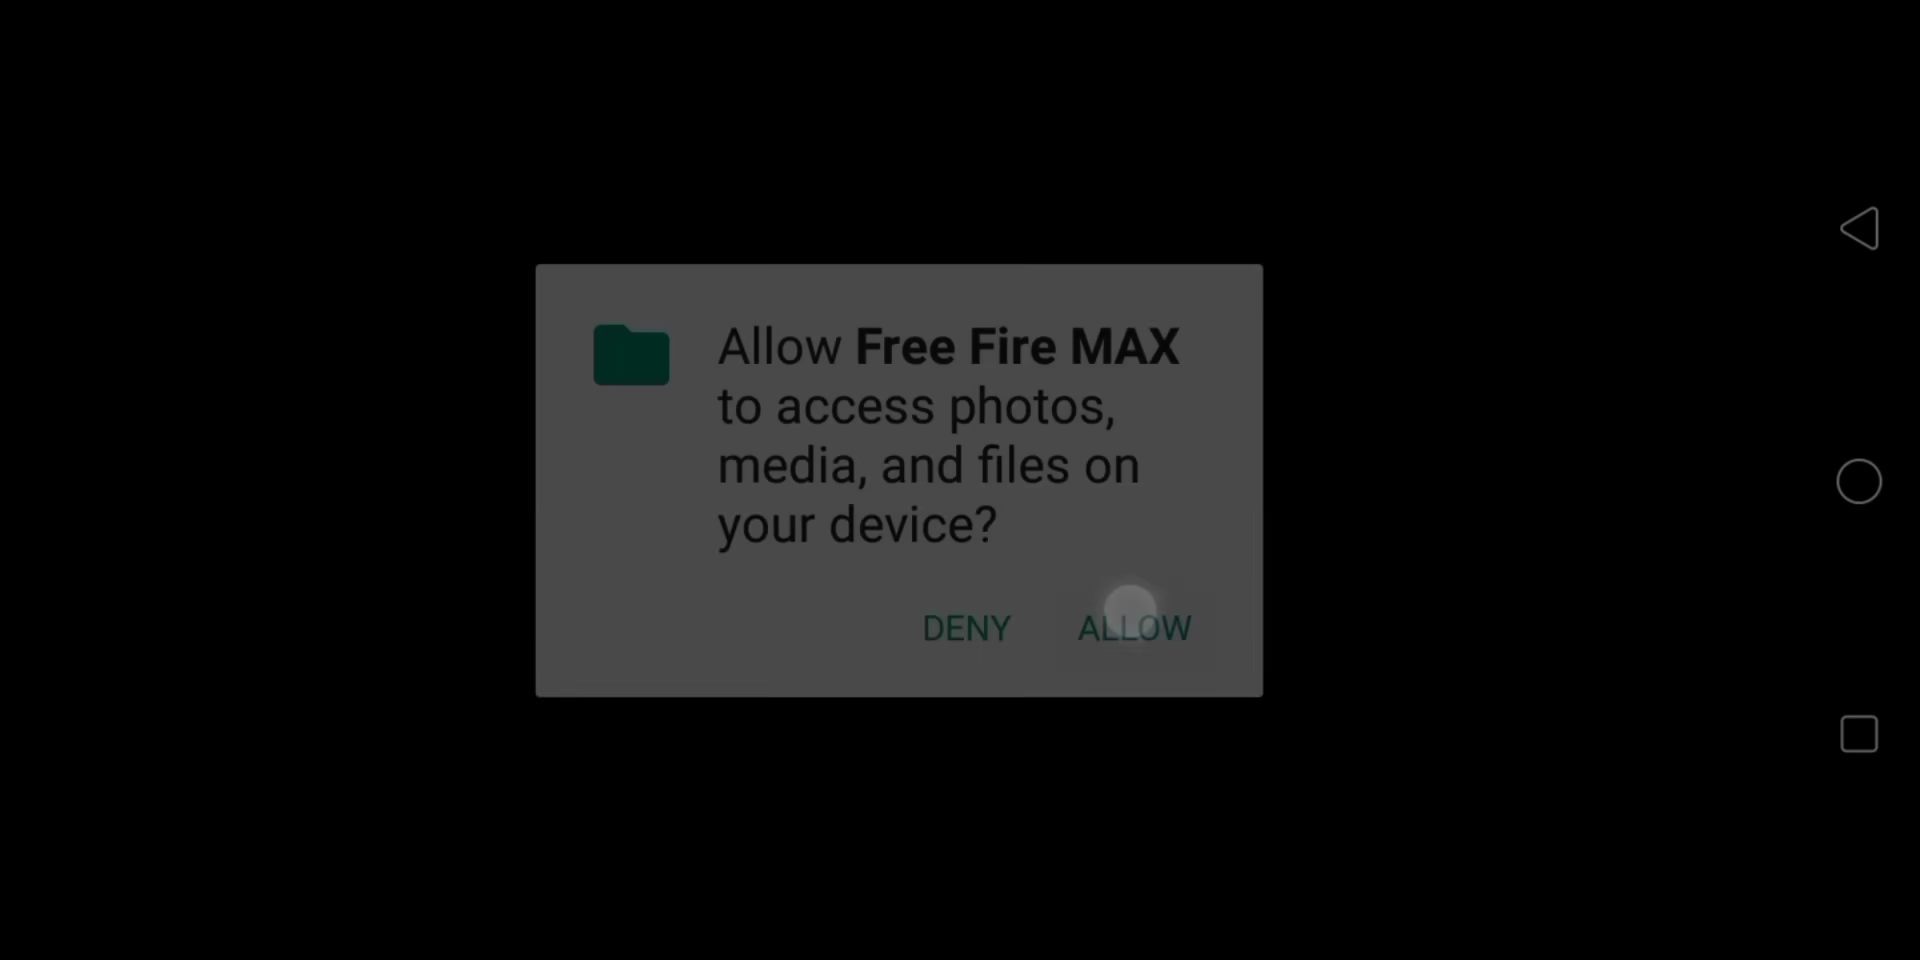 Allow Free Fire MAX
to access photos,
media, and files on
your device?
DENY ALLOW